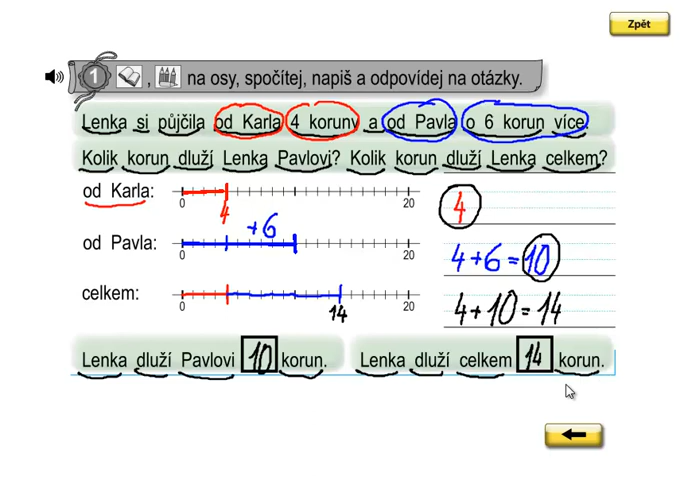 Zpět
1 , na osy, spočítej, napiš a odpovídej na otázky.
Lenka si půjčila od Karla 4 koruny a od Pavla o 6 korun více.
Kolik korun dluží Lenka Pavlovi? Kolik korun dluží Lenka celkem?
od Karla: 0 4 20 4
+6
od Pavla: 0 20 4 + 6 = 10
celkem: 0 14 20 4 + 10 = 14
Lenka dluží Pavlovi 10 korun. Lenka dluží celkem 14 korun.